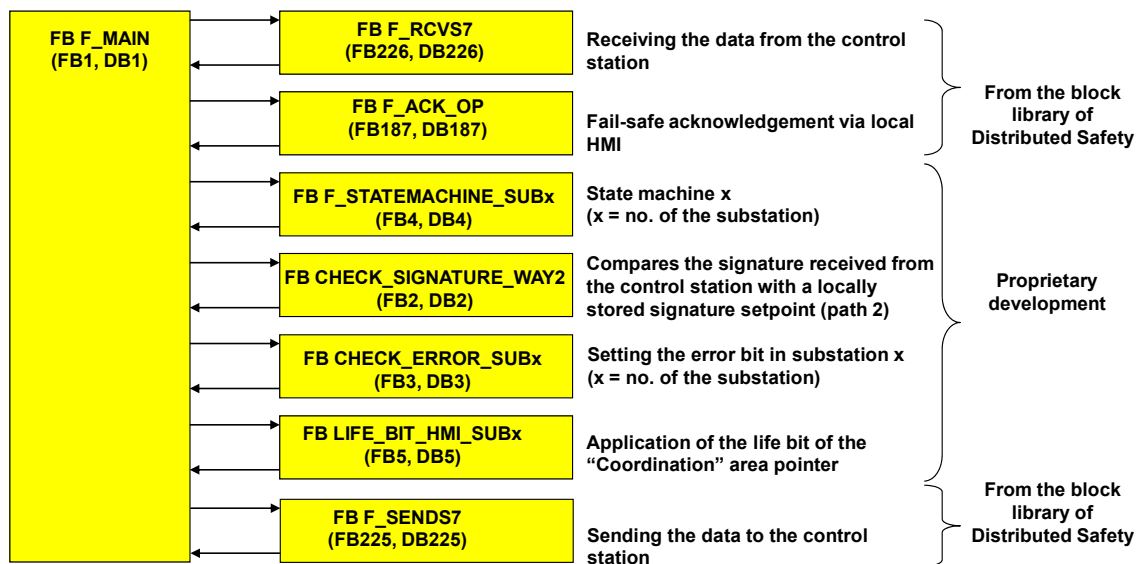 FB F_MAIN
(FB1, DB1)
FB F_RCVS7
(FB226, DB226)
Receiving the data from the control
station
FB F_ACK_OP
(FB187, DB187)
Fail-safe acknowledgement via local
HMI
From the block
library of
Distributed Safety
FB F_STATEMACHINE_SUBx
(FB4, DB4)
State machine x
(x = no. of the substation)
FB CHECK_SIGNATURE_WAY2
(FB2, DB2)
Compares the signature received from
the control station with a locally
stored signature setpoint (path 2)
FB CHECK_ERROR_SUBx
(FB3, DB3)
Setting the error bit in substation x
(x = no. of the substation)
FB LIFE_BIT_HMI_SUBx
(FB5, DB5)
Application of the life bit of the
“Coordination” area pointer
Proprietary
development
FB F_SENDS7
(FB225, DB225)
Sending the data to the control
station
From the block
library of
Distributed Safety